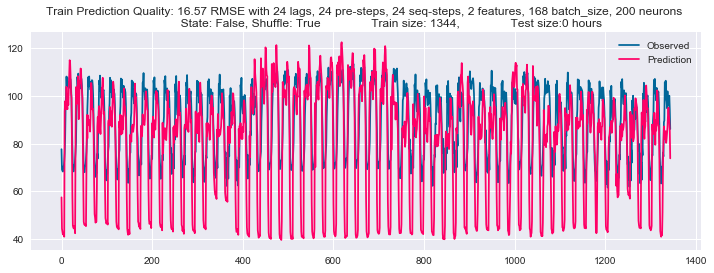 Train Prediction Quality: 16.57 RMSE with 24 lags, 24 pre-steps, 24 seq-steps, 2 features, 168 batch_size, 200 neurons
State: False, Shuffle: True Train size: 1344, Test size:0 hours
Observed
Prediction
120
100
80
60
40
0 200 400 600 800 1000 1200 1400